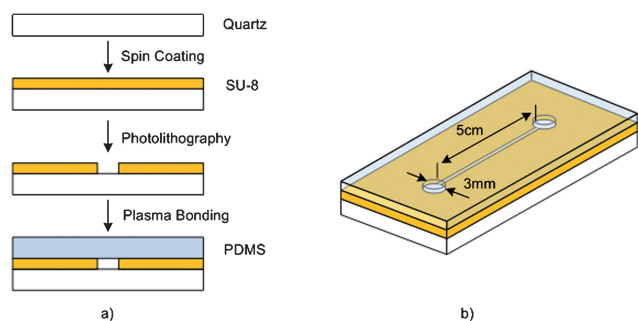 Quartz
Spin Coating
SU-8
Photolithography
Plasma Bonding
PDMS
a)
5cm
3mm
b)